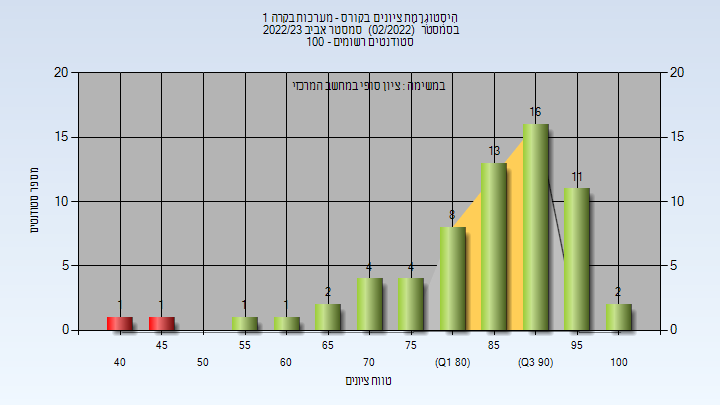 היסטוגרמת ציונים בקורס - מערכות בקרה 1
בסמסטר (02/2022) סמסטר אביב 2022/23
סטודנטים רשומים - 100
במשימה : ציון סופי במחשב המרכזי
20 20
15 15
10 10
5 5
0 0
מספר סטודנטים
1 1 1 1 2 4 4 8 13 16 11 2
45 55 65 75 85 95
40 50 60 70 (Q1 80) (Q3 90) 100
טווח ציונים